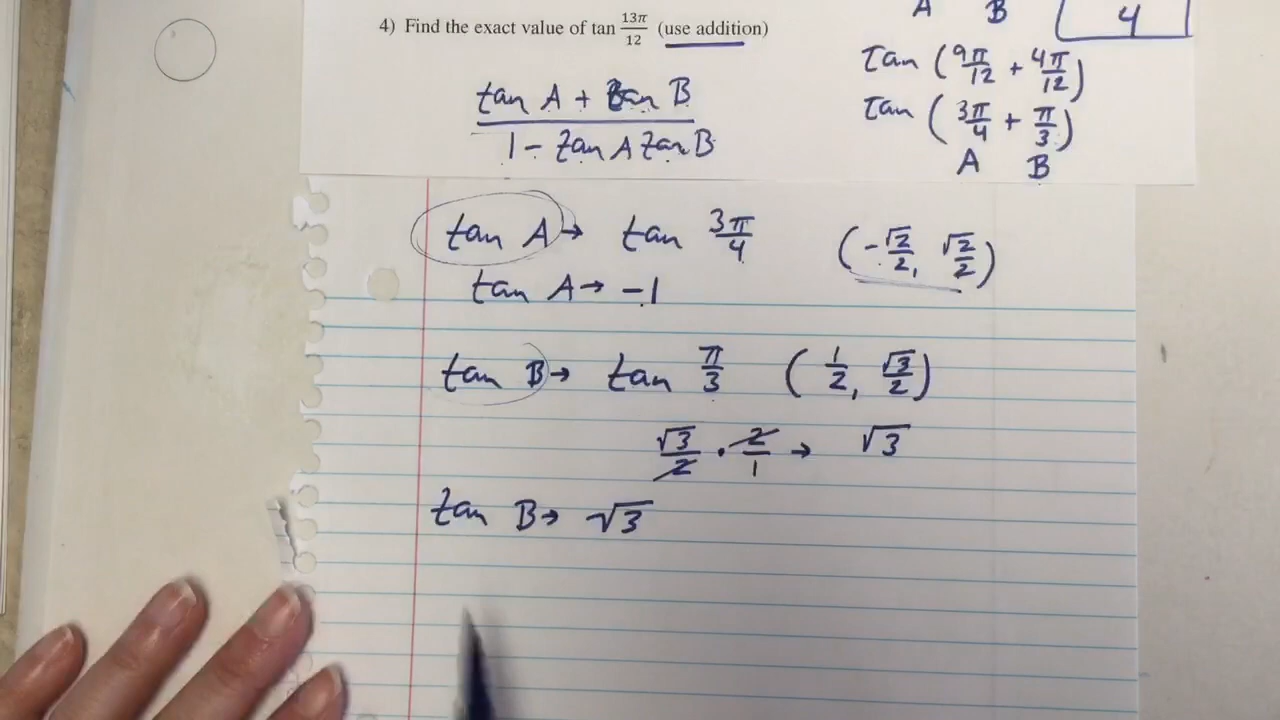 4) Find the exact value of tan 13π/12 (use addition)
A B
4
tan A + tan B
1 - tan A tan B
tan (9π/12 + 4π/12)
tan (3π/4 + π/3)
A B
tan A → tan 3π/4 (-√2/2, √2/2)
tan A → -1
tan B → tan π/3 (1/2, √3/2)
√3/2 · 2/1 → √3
tan B → √3